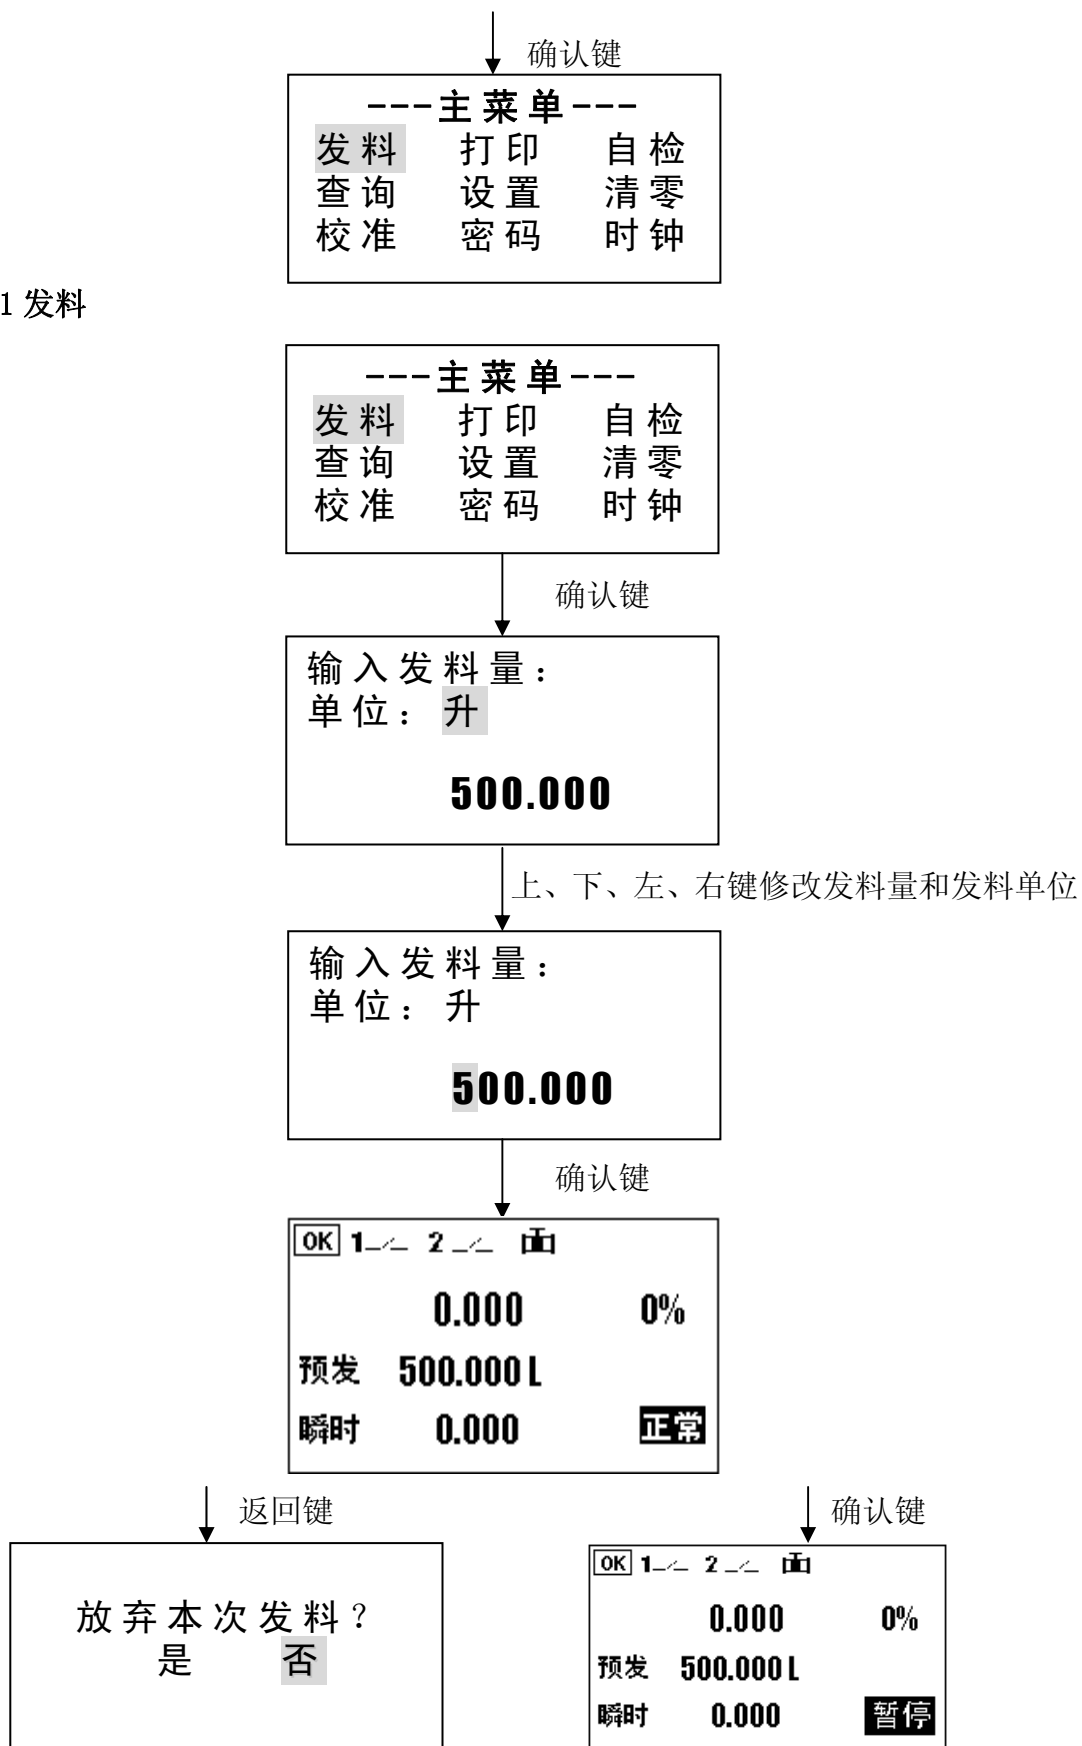 确认键
---主菜单---
发料 打印 自检
查询 设置 清零
校准 密码 时钟
1 发料
---主菜单---
发料 打印 自检
查询 设置 清零
校准 密码 时钟
确认键
输入发料量：
单位：升
500.000
上、下、左、右键修改发料量和发料单位
输入发料量：
单位：升
500.000
确认键
OK 1 2
0.000 0%
预发 500.000 L
瞬时 0.000 正常
返回键
确认键
放弃本次发料？
是 否
OK 1 2
0.000 0%
预发 500.000 L
瞬时 0.000 暂停